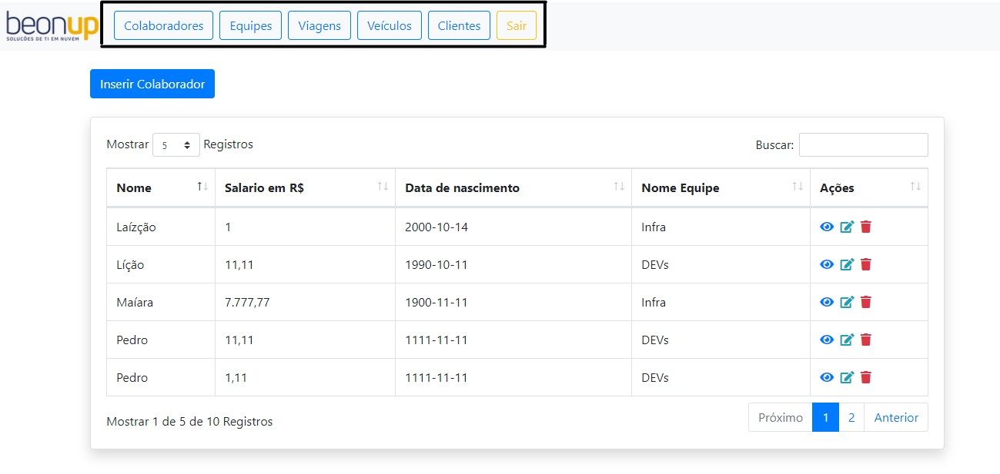 beonup Colaboradores Equipes Viagens Veículos Clientes Sair
SOLUCÕES DE TI EM NUVEM
Inserir Colaborador
Mostrar 5 Registros Buscar:
Nome Salario em R$ Data de nascimento Nome Equipe Ações
Laízção 1 2000-10-14 Infra
Líção 11,11 1990-10-11 DEVs
Maíara 7.777,77 1900-11-11 Infra
Pedro 11,11 1111-11-11 DEVs
Pedro 1,11 1111-11-11 DEVs
Mostrar 1 de 5 de 10 Registros Próximo 1 2 Anterior